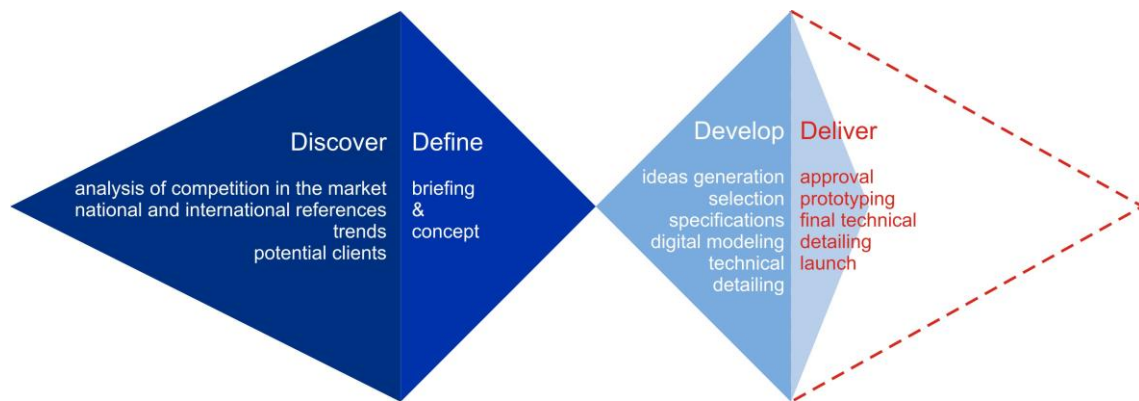 Discover
analysis of competition in the market
national and international references
trends
potential clients
Define
briefing
&
concept
Develop
ideas generation
selection
specifications
digital modeling
technical
detailing
Deliver
approval
prototyping
final technical
detailing
launch